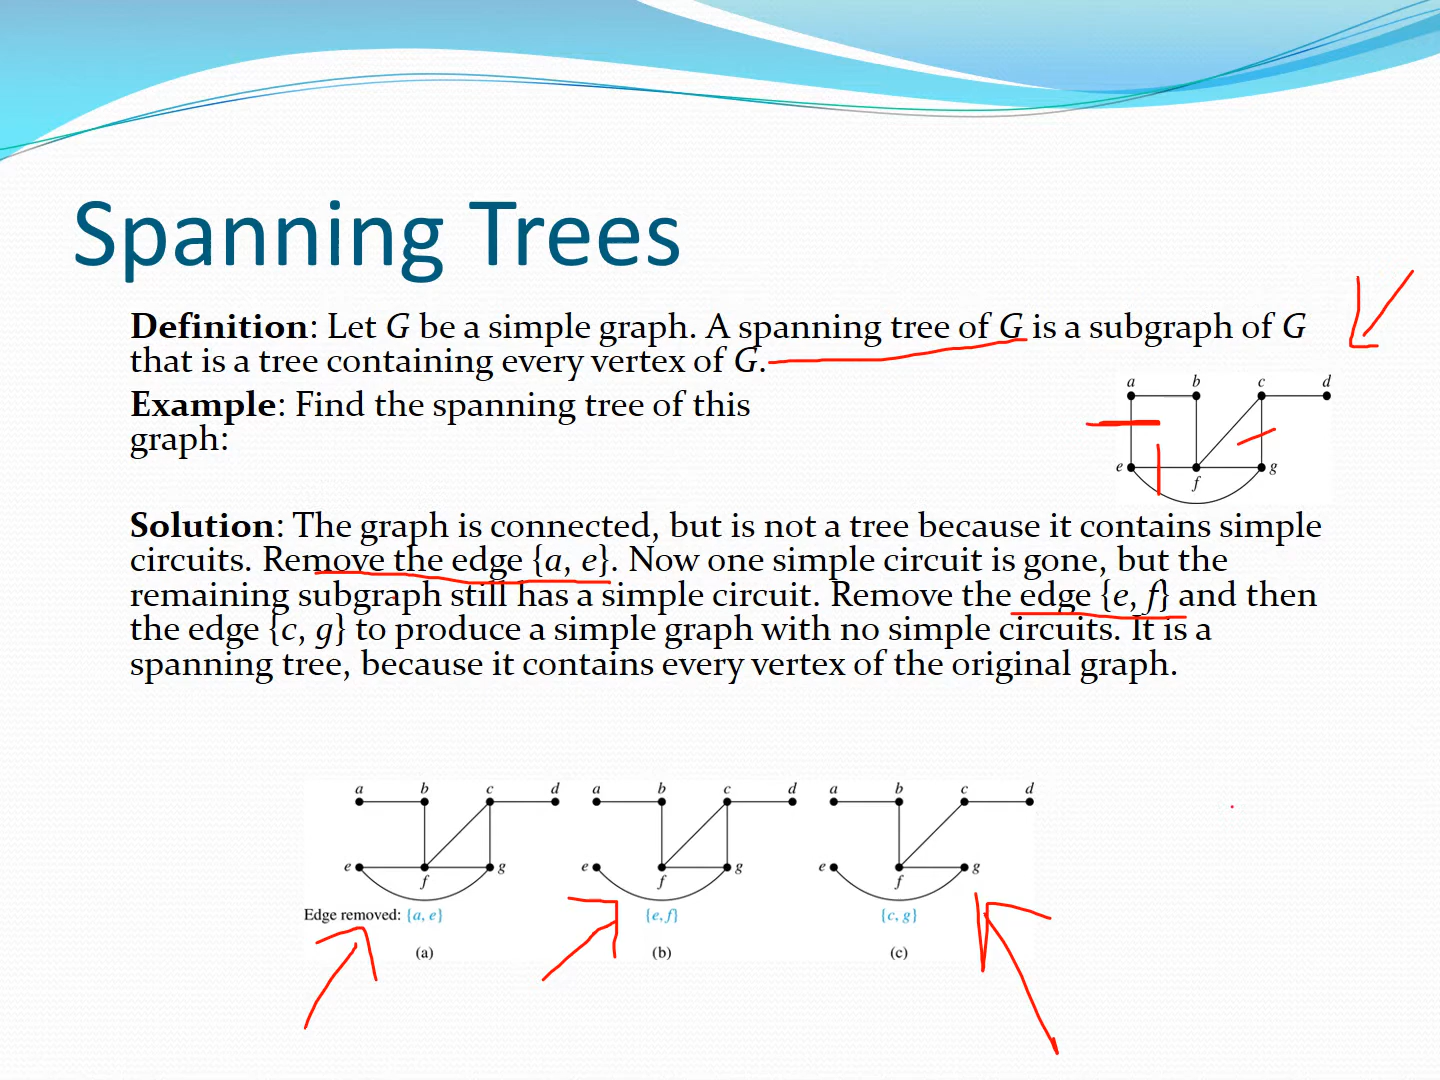 Spanning Trees
Definition: Let G be a simple graph. A spanning tree of G is a subgraph of G
that is a tree containing every vertex of G.
Example: Find the spanning tree of this
graph:
a b c d
e f g
Solution: The graph is connected, but is not a tree because it contains simple
circuits. Remove the edge {a, e}. Now one simple circuit is gone, but the
remaining subgraph still has a simple circuit. Remove the edge {e, f} and then
the edge {c, g} to produce a simple graph with no simple circuits. It is a
spanning tree, because it contains every vertex of the original graph.
a b c d a b c d a b c d
e f g e f g e f g
Edge removed: {a, e} {e, f} {c, g}
(a) (b) (c)